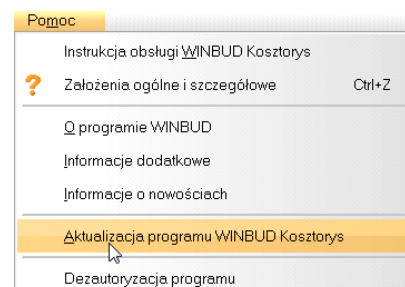 Pomoc
Instrukcja obsługi WINBUD Kosztorys
Założenia ogólne i szczegółowe Ctrl+Z
O programie WINBUD
Informacje dodatkowe
Informacje o nowościach
Aktualizacja programu WINBUD Kosztorys
Dezautoryzacja programu